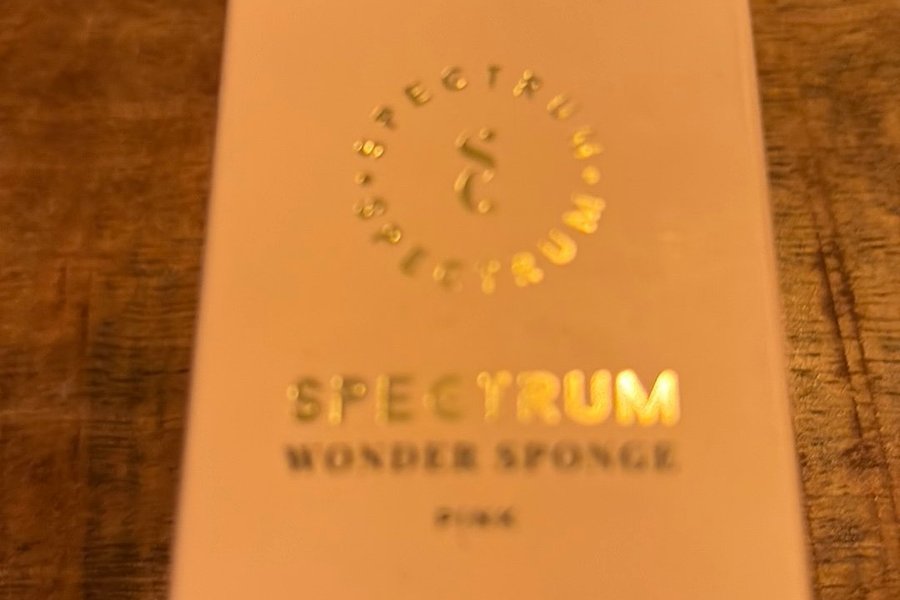 SPECTRUM • SPECTRUM •
S
C
SPECTRUM
WONDER SPONGE
PINK